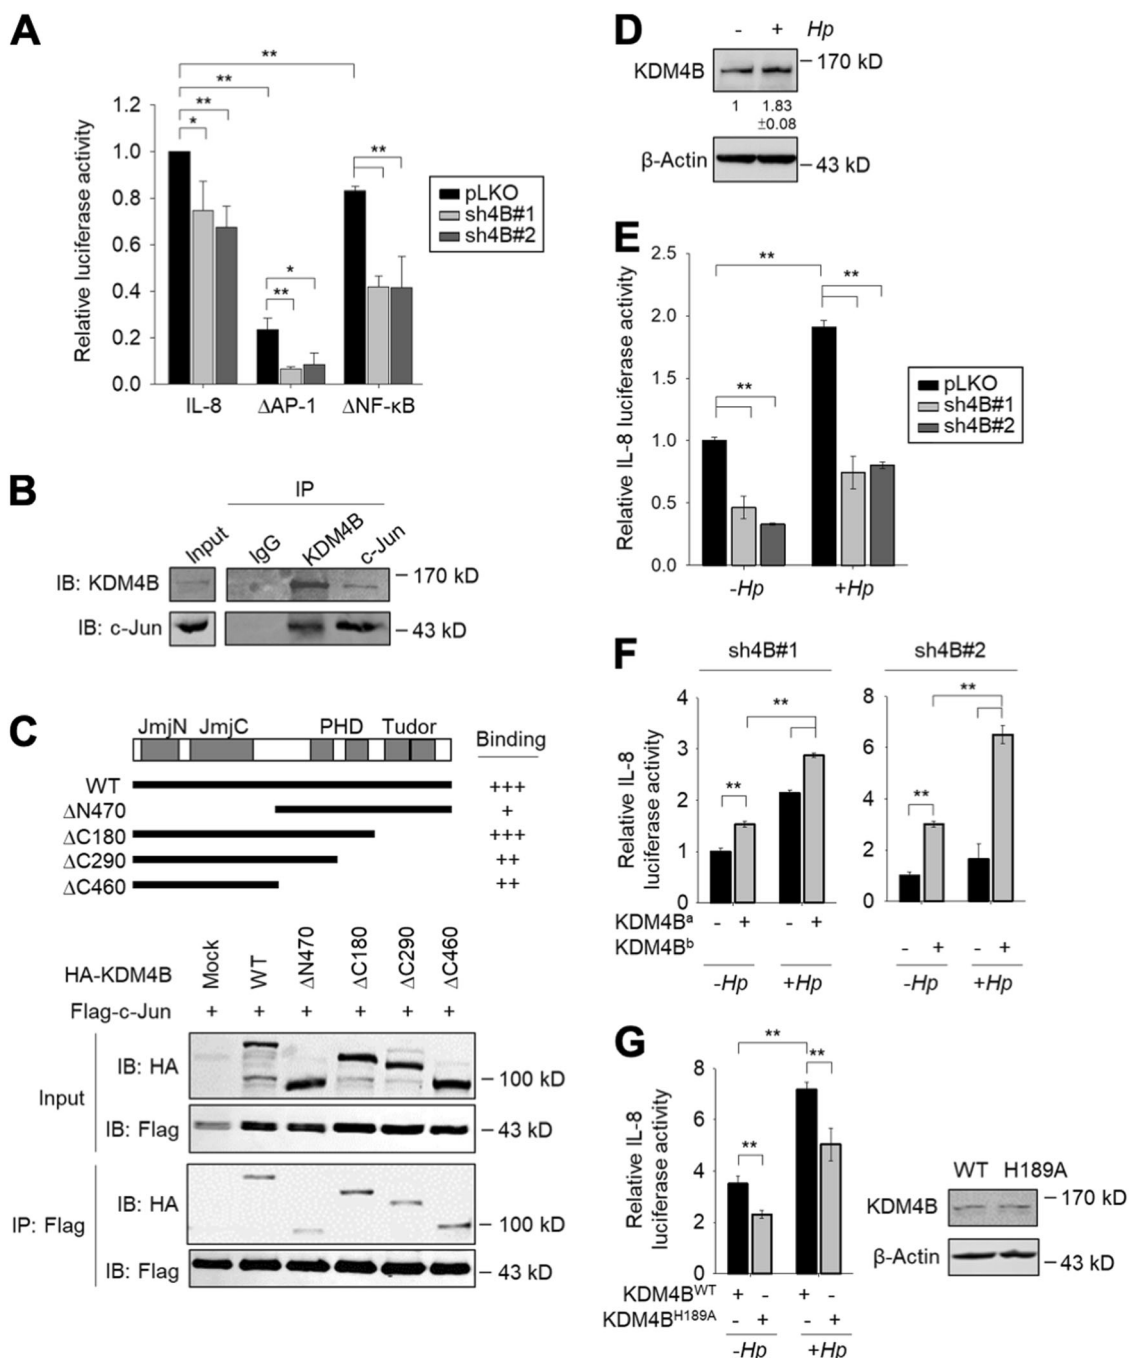 A
Relative luciferase activity
1.2
1.0
0.8
0.6
0.4
0.2
0.0
**
**
**
*
*
**
**
IL-8
ΔAP-1
ΔNF-κB
pLKO
sh4B#1
sh4B#2
B
IP
Input
IgG
KDM4B
c-Jun
IB: KDM4B
170 kD
IB: c-Jun
43 kD
C
JmjN JmjC PHD Tudor
Binding
WT +++
ΔN470 +
ΔC180 +++
ΔC290 ++
ΔC460 ++
HA-KDM4B Mock WT ΔN470 ΔC180 ΔC290 ΔC460
Flag-c-Jun + + + + + +
Input
IB: HA
100 kD
IB: Flag
43 kD
IP: Flag
IB: HA
100 kD
IB: Flag
43 kD
D
- + Hp
KDM4B
170 kD
1 1.83
±0.08
β-Actin
43 kD
E
Relative IL-8 luciferase activity
2.5
2.0
1.5
1.0
0.5
0.0
**
**
**
-Hp +Hp
pLKO
sh4B#1
sh4B#2
F
sh4B#1
sh4B#2
Relative IL-8
luciferase activity
4
3
2
1
0
**
**
8
6
4
2
0
**
**
KDM4Bᵃ - + - +
KDM4Bᵇ - + - +
-Hp +Hp
-Hp +Hp
G
Relative IL-8
luciferase activity
8
6
4
2
0
**
**
**
KDM4Bᵂᵀ + - + -
KDM4B^H189A - + - +
-Hp +Hp
WT H189A
KDM4B
170 kD
β-Actin
43 kD